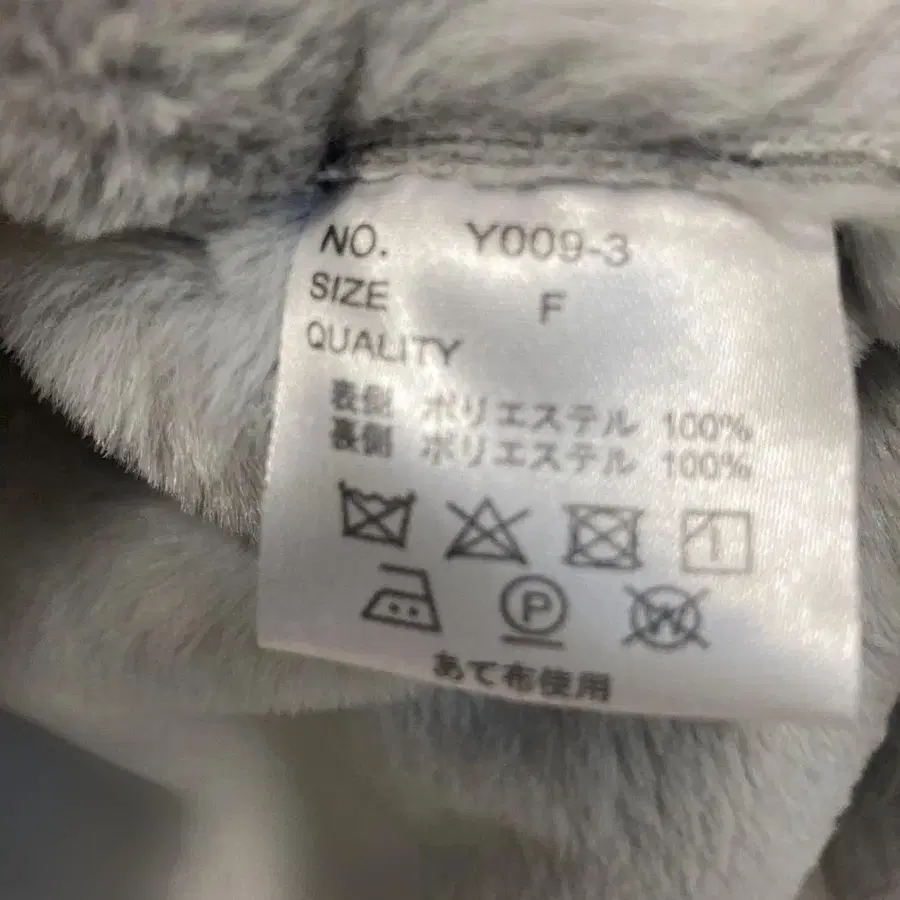 NO. Y009-3
SIZE F
QUALITY
表側 ポリエステル 100%
裏側 ポリエステル 100%
P W
あて布使用